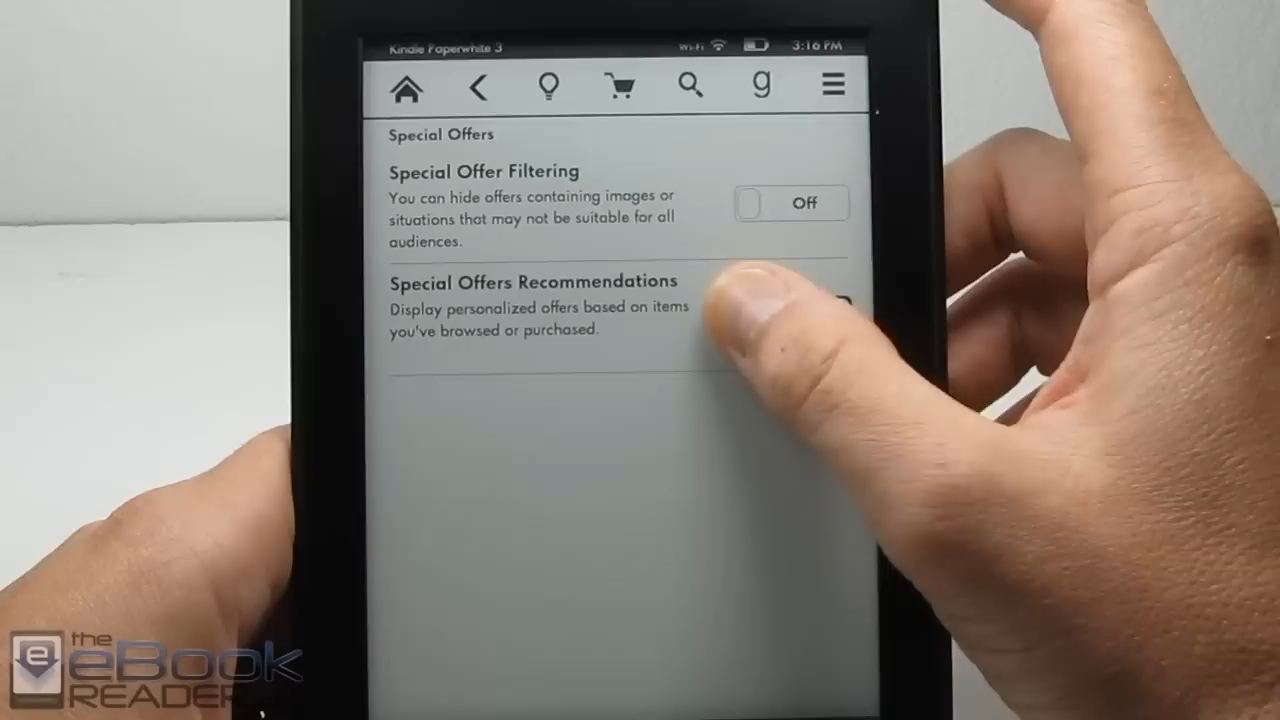 Kindle Paperwhite 3 Wi-Fi 3:16 PM
g
Special Offers
Special Offer Filtering
You can hide offers containing images or
situations that may not be suitable for all
audiences.
Off
Special Offers Recommendations
Display personalized offers based on items
you've browsed or purchased.
e
the
eBook
READER